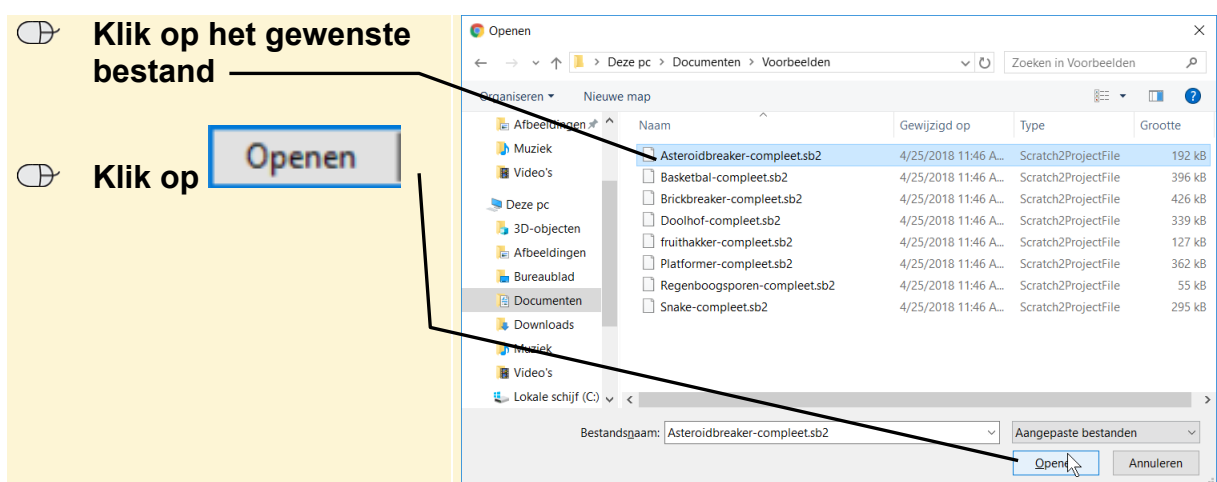 Klik op het gewenste
bestand
Klik op Openen
Openen
Deze pc > Documenten > Voorbeelden
Zoeken in Voorbeelden
Organiseren Nieuwe map
Afbeeldingen
Muziek
Video's
Deze pc
3D-objecten
Afbeeldingen
Bureaublad
Documenten
Downloads
Muziek
Video's
Lokale schijf (C:)
Naam Gewijzigd op Type Grootte
Asteroidbreaker-compleet.sb2 4/25/2018 11:46 A... Scratch2ProjectFile 192 kB
Basketbal-compleet.sb2 4/25/2018 11:46 A... Scratch2ProjectFile 396 kB
Brickbreaker-compleet.sb2 4/25/2018 11:46 A... Scratch2ProjectFile 426 kB
Doolhof-compleet.sb2 4/25/2018 11:46 A... Scratch2ProjectFile 339 kB
fruithakker-compleet.sb2 4/25/2018 11:46 A... Scratch2ProjectFile 127 kB
Platformer-compleet.sb2 4/25/2018 11:46 A... Scratch2ProjectFile 362 kB
Regenboogsporen-compleet.sb2 4/25/2018 11:46 A... Scratch2ProjectFile 55 kB
Snake-compleet.sb2 4/25/2018 11:46 A... Scratch2ProjectFile 295 kB
Bestandsnaam: Asteroidbreaker-compleet.sb2 Aangepaste bestanden
Openen Annuleren